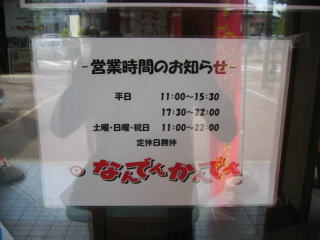 -営業時間のお知らせ-
平日 11:00～15:30
17:30～22:00
土曜・日曜・祝日 11:00～22:00
定休日無休
なんでんかんでん